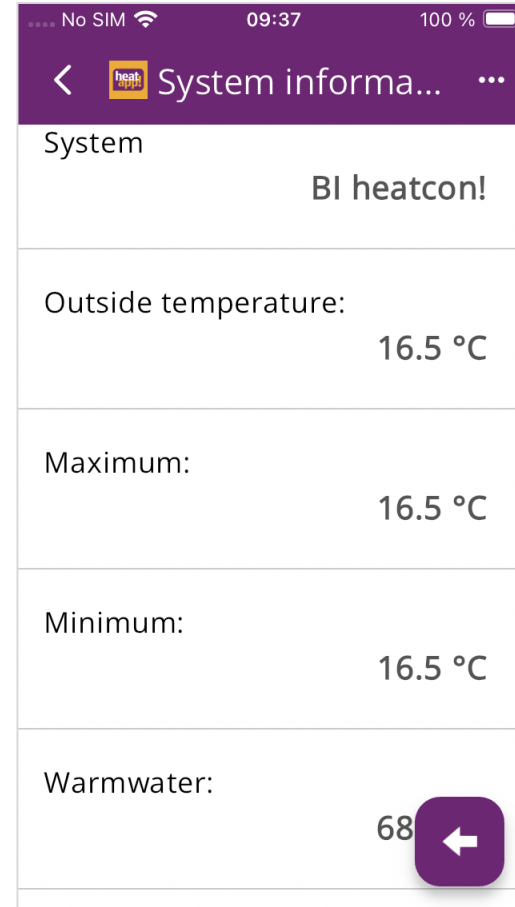 No SIM 09:37 100 %
heat app! System informa... ...
System
BI heatcon!
Outside temperature:
16.5 °C
Maximum:
16.5 °C
Minimum:
16.5 °C
Warmwater:
68